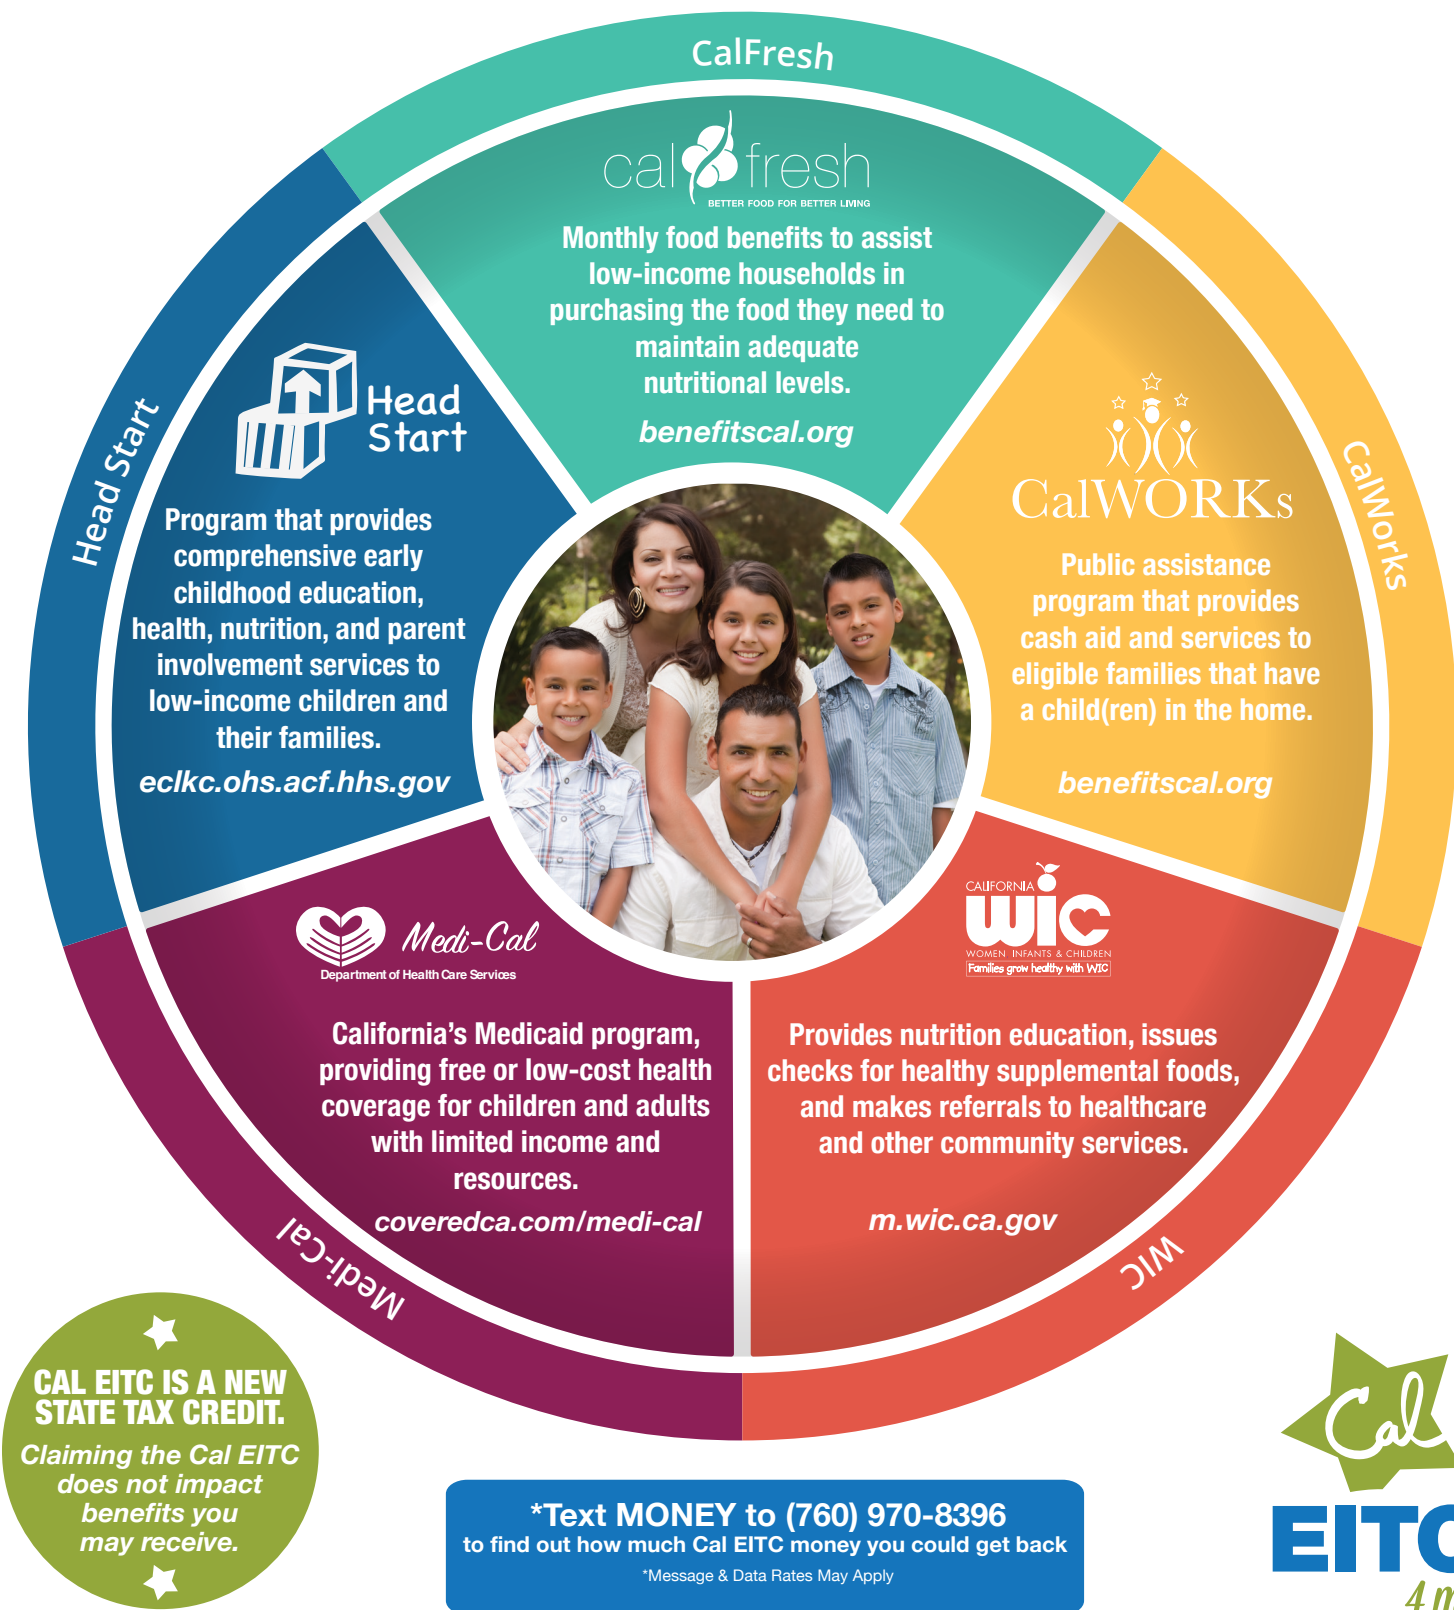 CalFresh
cal fresh
BETTER FOOD FOR BETTER LIVING
Monthly food benefits to assist
low-income households in
purchasing the food they need to
maintain adequate
nutritional levels.
benefitscal.org
Head Start
Head
Start
Program that provides
comprehensive early
childhood education,
health, nutrition, and parent
involvement services to
low-income children and
their families.
eclkc.ohs.acf.hhs.gov
CalWorks
CalWORKs
Public assistance
program that provides
cash aid and services to
eligible families that have
a child(ren) in the home.
benefitscal.org
Medi-Cal
Department of Health Care Services
California's Medicaid program,
providing free or low-cost health
coverage for children and adults
with limited income and
resources.
coveredca.com/medi-cal
Medi-Cal
CALIFORNIA
WIC
WOMEN INFANTS & CHILDREN
Families grow healthy with WIC
Provides nutrition education, issues
checks for healthy supplemental foods,
and makes referrals to healthcare
and other community services.
m.wic.ca.gov
WIC
CAL EITC IS A NEW
STATE TAX CREDIT.
Claiming the Cal EITC
does not impact
benefits you
may receive.
*Text MONEY to (760) 970-8396
to find out how much Cal EITC money you could get back
*Message & Data Rates May Apply
Cal
EITC
4 m